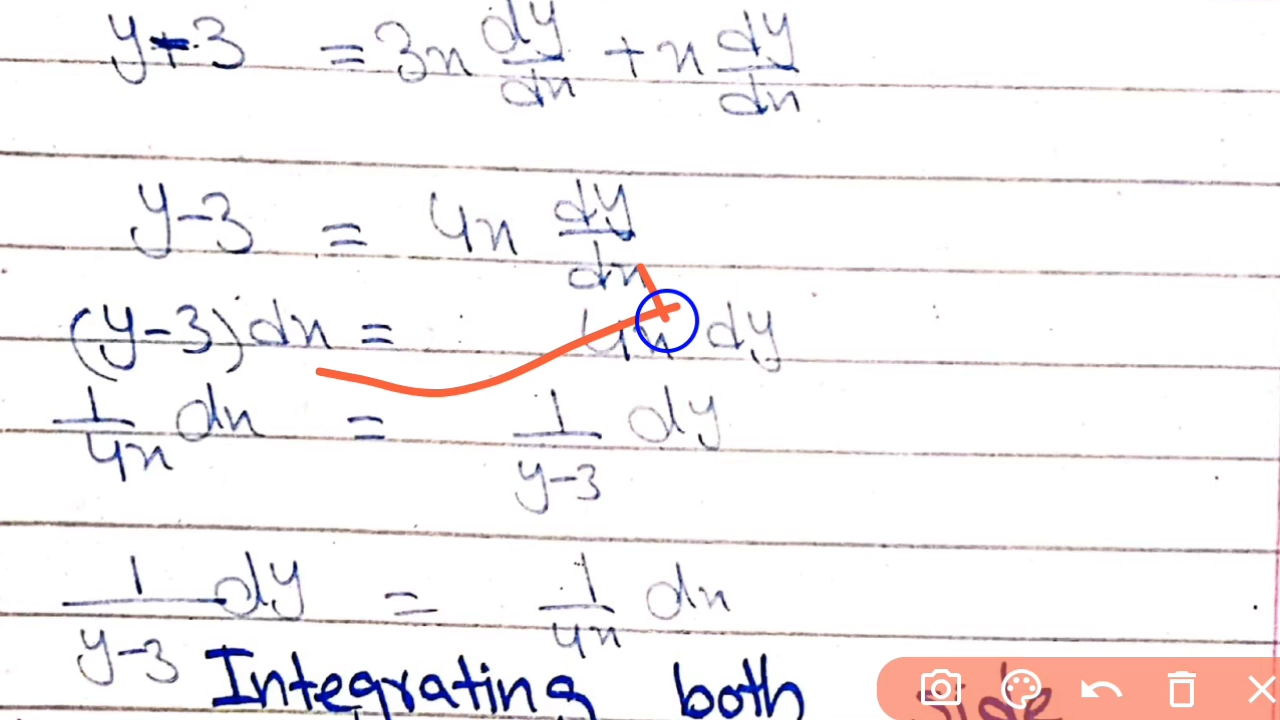 y-3 = 3x dy/dx + x dy/dx
y-3 = 4x dy/dx
(y-3)dx = 4x dy
1/4x dx = 1/y-3 dy
1/y-3 dy = 1/4x dx
Integrating both side